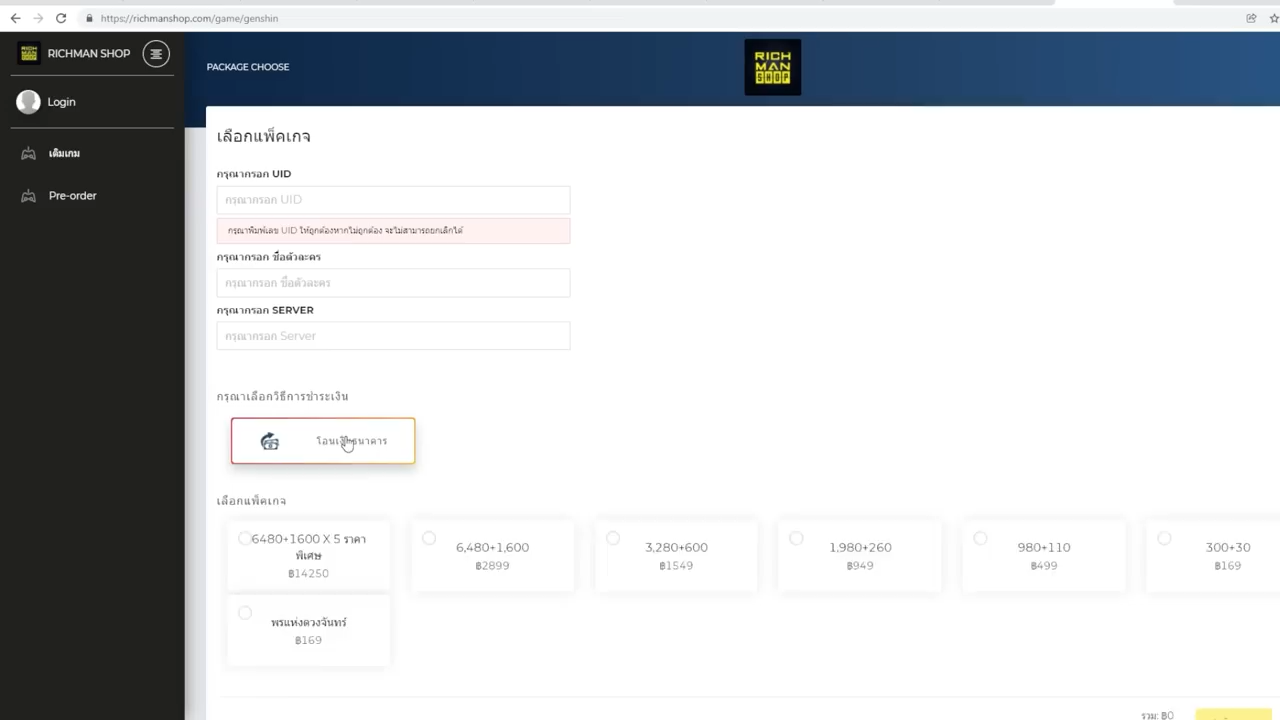 https://richmanshop.com/game/genshin
RICHMAN SHOP
PACKAGE CHOOSE
RICH
MAN
SHOP
Login
เติมเกม
Pre-order
เลือกแพ็คเกจ
กรุณากรอก UID
กรุณากรอก UID
กรุณาพิมพ์เลข UID ให้ถูกต้องหากไม่ถูกต้อง จะไม่สามารถยกเลิกได้
กรุณากรอก ชื่อตัวละคร
กรุณากรอก ชื่อตัวละคร
กรุณากรอก SERVER
กรุณากรอก Server
กรุณาเลือกวิธีการชำระเงิน
เลือกแพ็คเกจ
6480+1600 X 5 ราคา
พิเศษ
฿14250
6,480+1,600
฿2899
3,280+600
฿1549
1,980+260
฿949
980+110
฿499
300+30
฿169
พรแห่งดวงจันทร์
฿169
รวม: ฿0